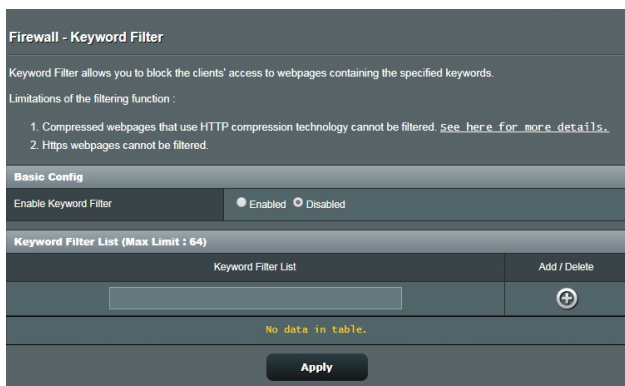 Firewall - Keyword Filter
Keyword Filter allows you to block the clients' access to webpages containing the specified keywords.
Limitations of the filtering function :
1. Compressed webpages that use HTTP compression technology cannot be filtered. See here for more details.
2. Https webpages cannot be filtered.
Basic Config
Enable Keyword Filter Enabled Disabled
Keyword Filter List (Max Limit : 64)
Keyword Filter List Add / Delete
No data in table.
Apply